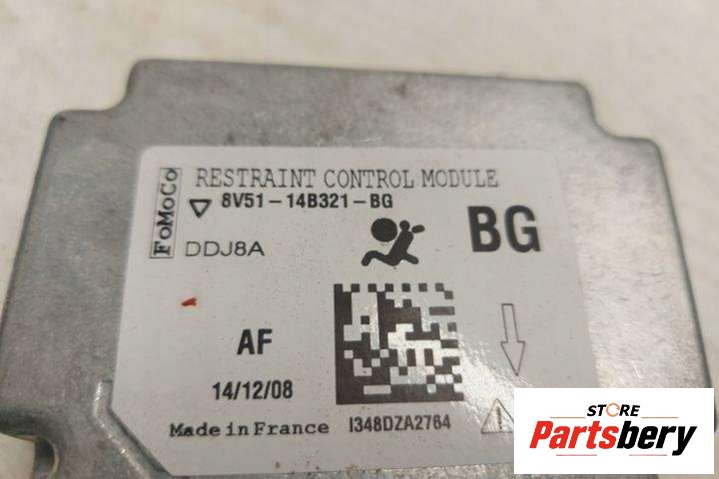 FoMoCo
RESTRAINT CONTROL MODULE
8V51-14B321-BG
DDJ8A
BG
AF
14/12/08
Made in France
I348DZA2764
STORE
Partsbery